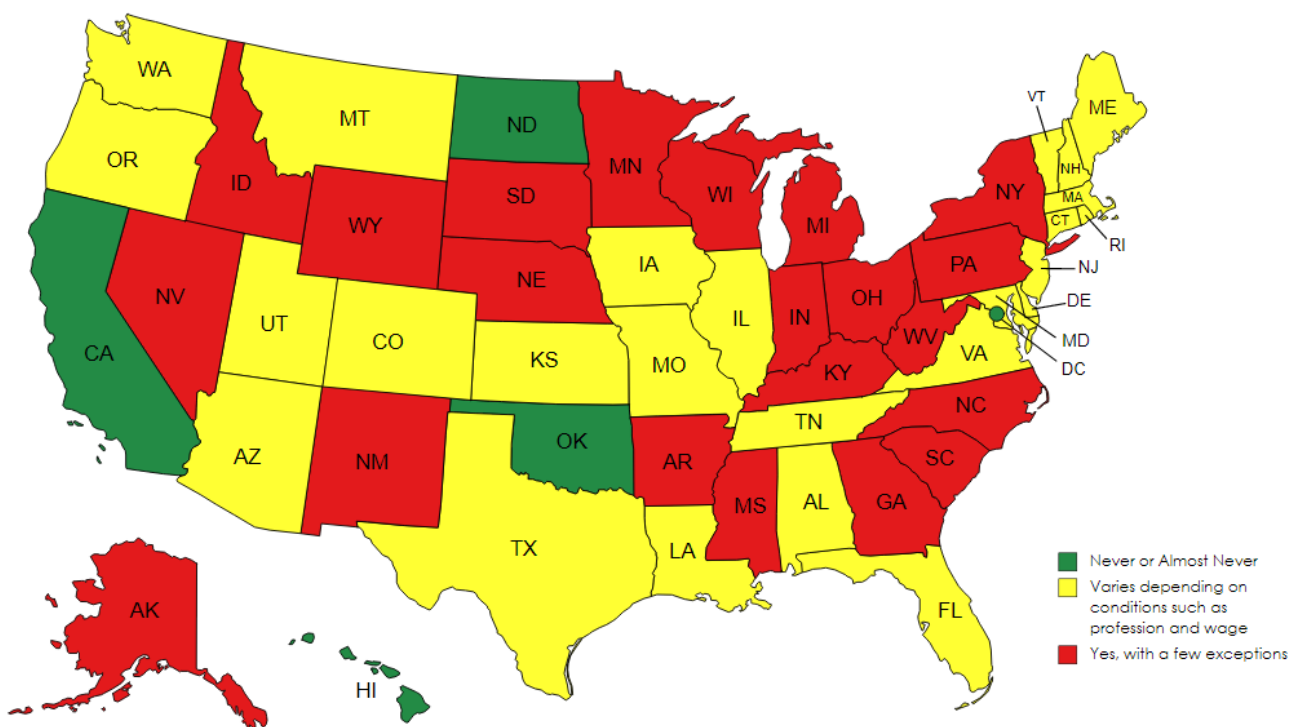 WA
MT
ND
OR
ID
WY
SD
MN
WI
MI
NY
VT
ME
NH
MA
CT
RI
NV
CA
UT
CO
NE
IA
IL
IN
OH
PA
NJ
DE
MD
DC
WV
VA
KY
KS
MO
AZ
NM
OK
AR
TN
NC
SC
GA
AL
MS
LA
TX
FL
AK
HI
Never or Almost Never
Varies depending on
conditions such as
profession and wage
Yes, with a few exceptions